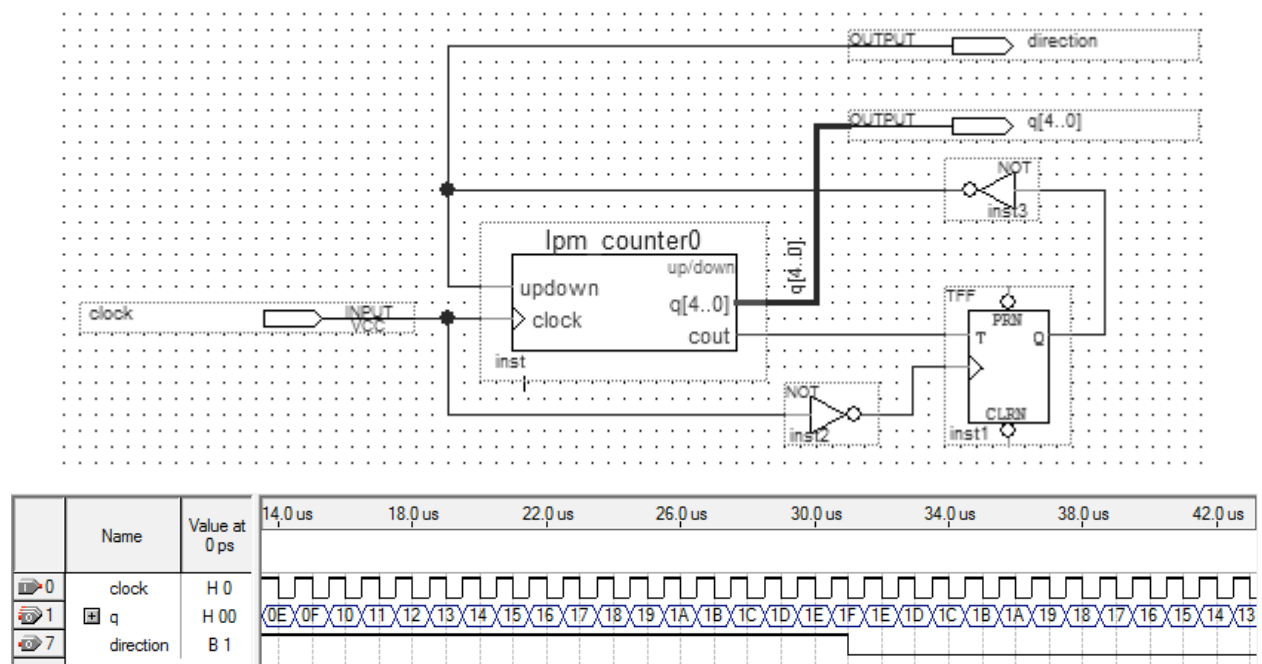 OUTPUT direction
OUTPUT q[4..0]
NOT
inst3
lpm_counter0
up/down
q[4..0]
updown
q[4..0]
clock
INPUT
VCC
clock
cout
inst
TFF
PRN
T Q
NOT
inst2
CLRN
inst1
Name Value at 0 ps 14.0 us 18.0 us 22.0 us 26.0 us 30.0 us 34.0 us 38.0 us 42.0 us
0 clock H 0
1 q H 00 0E 0F 10 11 12 13 14 15 16 17 18 19 1A 1B 1C 1D 1E 1F 1E 1D 1C 1B 1A 19 18 17 16 15 14 13
7 direction B 1